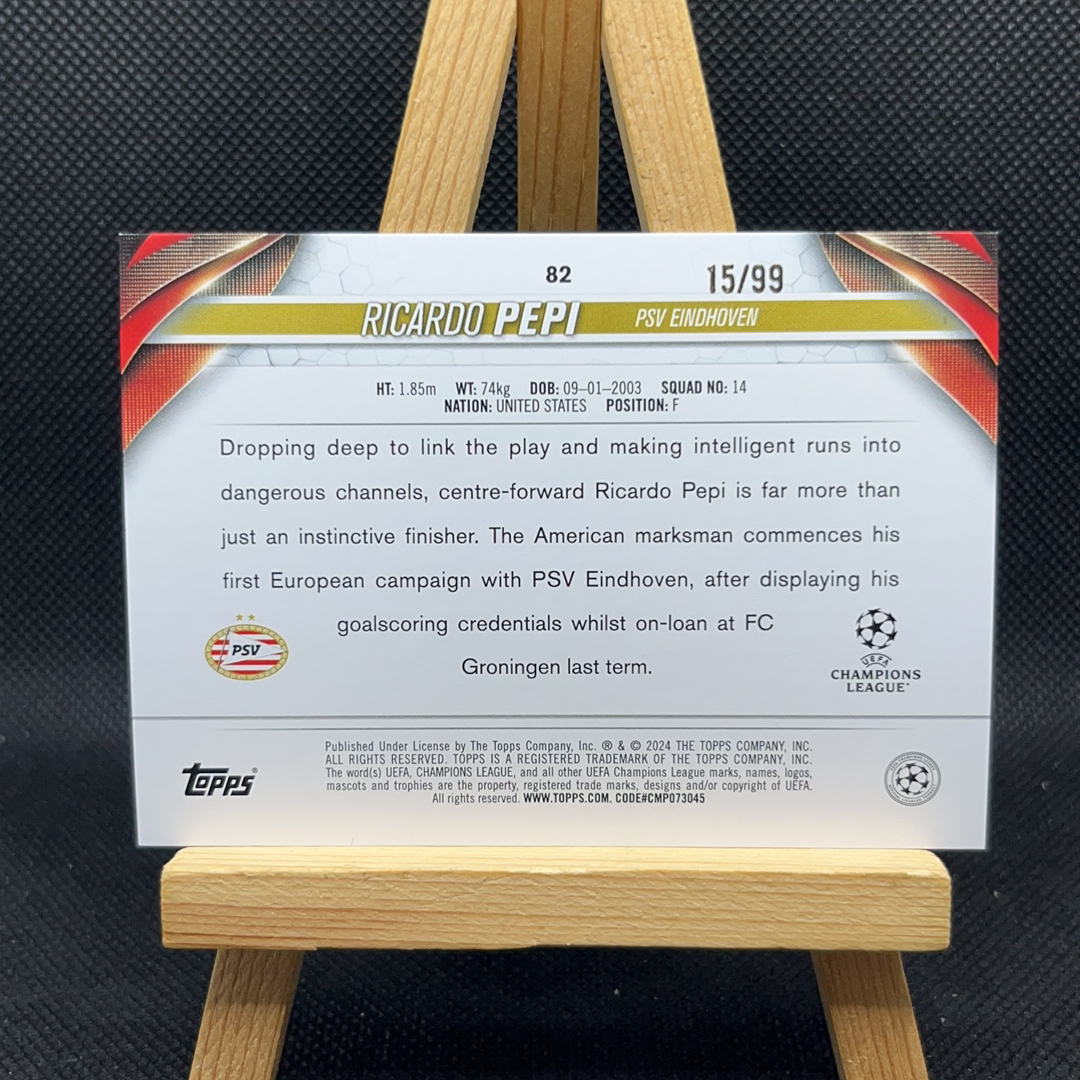 82
15/99
RICARDO PEPI PSV EINDHOVEN
HT: 1.85m WT: 74kg DOB: 09–01–2003 SQUAD NO: 14
NATION: UNITED STATES POSITION: F
Dropping deep to link the play and making intelligent runs into
dangerous channels, centre-forward Ricardo Pepi is far more than
just an instinctive finisher. The American marksman commences his
first European campaign with PSV Eindhoven, after displaying his
goalscoring credentials whilst on-loan at FC
Groningen last term.
PSV
UEFA
CHAMPIONS
LEAGUE®
topps®
Published Under License by The Topps Company, Inc. ® & © 2024 THE TOPPS COMPANY, INC.
ALL RIGHTS RESERVED. TOPPS IS A REGISTERED TRADEMARK OF THE TOPPS COMPANY, INC.
The word(s) UEFA, CHAMPIONS LEAGUE, and all other UEFA Champions League marks, names, logos,
mascots and trophies are the property, registered trade marks, designs and/or copyright of UEFA.
All rights reserved. WWW.TOPPS.COM. CODE#CMP073045